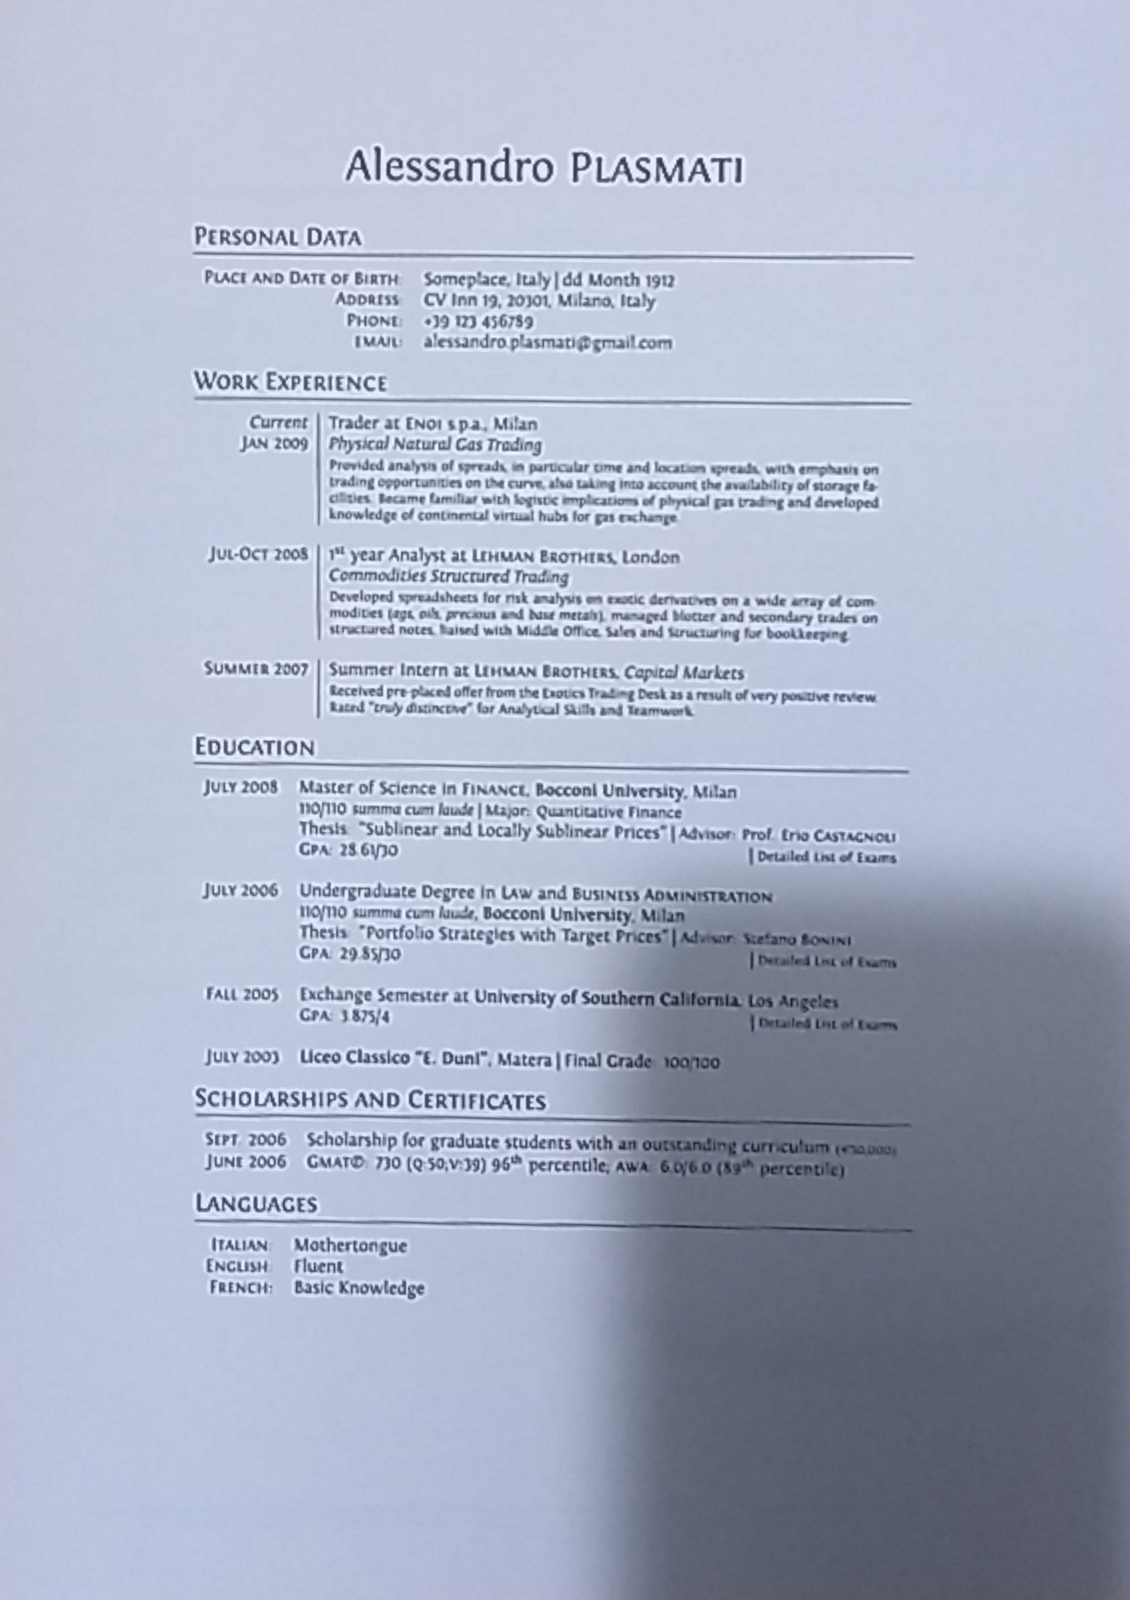 Alessandro PLASMATI
PERSONAL DATA
PLACE AND DATE OF BIRTH: Someplace, Italy | dd Month 1912
ADDRESS: CV Inn 19, 20301, Milano, Italy
PHONE: +39 123 456789
EMAIL: alessandro.plasmati@gmail.com
WORK EXPERIENCE
Current Trader at ENOI s.p.a., Milan
JAN 2009 Physical Natural Gas Trading
Provided analysis of spreads, in particular time and location spreads, with emphasis on
trading opportunities on the curve, also taking into account the availability of storage fa-
cilities. Became familiar with logistic implications of physical gas trading and developed
knowledge of continental virtual hubs for gas exchange.
JUL-OCT 2008 1st year Analyst at LEHMAN BROTHERS, London
Commodities Structured Trading
Developed spreadsheets for risk analysis on exotic derivatives on a wide array of com-
modities (ags, oils, precious and base metals), managed blotter and secondary trades on
structured notes, liaised with Middle Office, Sales and Structuring for bookkeeping.
SUMMER 2007 Summer Intern at LEHMAN BROTHERS, Capital Markets
Received pre-placed offer from the Exotics Trading Desk as a result of very positive review.
Rated "truly distinctive" for Analytical Skills and Teamwork.
EDUCATION
JULY 2008 Master of Science in FINANCE, Bocconi University, Milan
110/110 summa cum laude | Major: Quantitative Finance
Thesis: "Sublinear and Locally Sublinear Prices" | Advisor: Prof. Erio CASTAGNOLI
GPA: 28.61/30 | Detailed List of Exams
JULY 2006 Undergraduate Degree in LAW and BUSINESS ADMINISTRATION
110/110 summa cum laude, Bocconi University, Milan
Thesis: "Portfolio Strategies with Target Prices" | Advisor: Stefano BONINI
GPA: 29.85/30 | Detailed List of Exams
FALL 2005 Exchange Semester at University of Southern California, Los Angeles
GPA: 3.875/4 | Detailed List of Exams
JULY 2003 Liceo Classico "E. Duni", Matera | Final Grade: 100/100
SCHOLARSHIPS AND CERTIFICATES
SEPT. 2006 Scholarship for graduate students with an outstanding curriculum
JUNE 2006 GMAT©: 730 (Q:50;V:39) 96th percentile; AWA: 6.0/6.0 (89th percentile)
LANGUAGES
ITALIAN: Mothertongue
ENGLISH: Fluent
FRENCH: Basic Knowledge